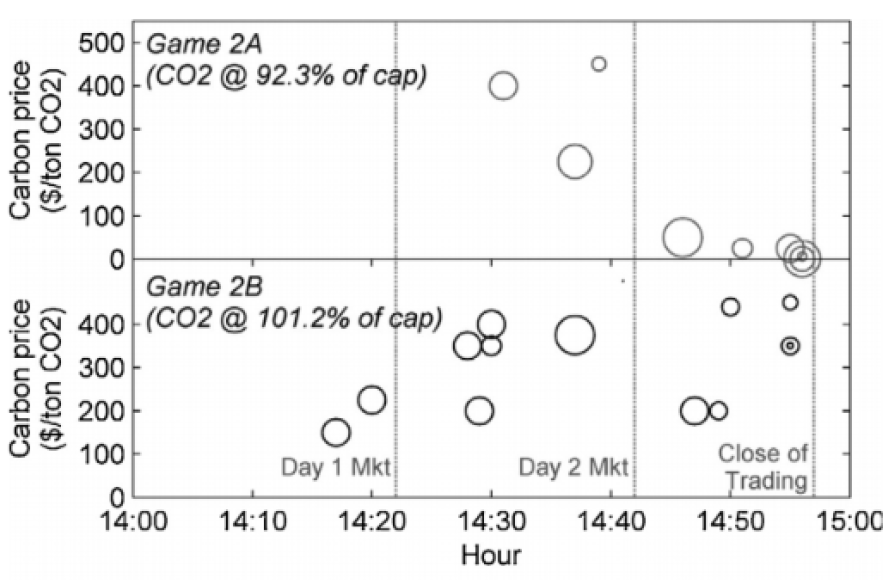 Game 2A
(CO2 @ 92.3% of cap)
Carbon price
($/ton CO2)
500
400
300
200
100
0
Game 2B
(CO2 @ 101.2% of cap)
Carbon price
($/ton CO2)
400
300
200
100
0
Day 1 Mkt
Day 2 Mkt
Close of
Trading
14:00 14:10 14:20 14:30 14:40 14:50 15:00
Hour